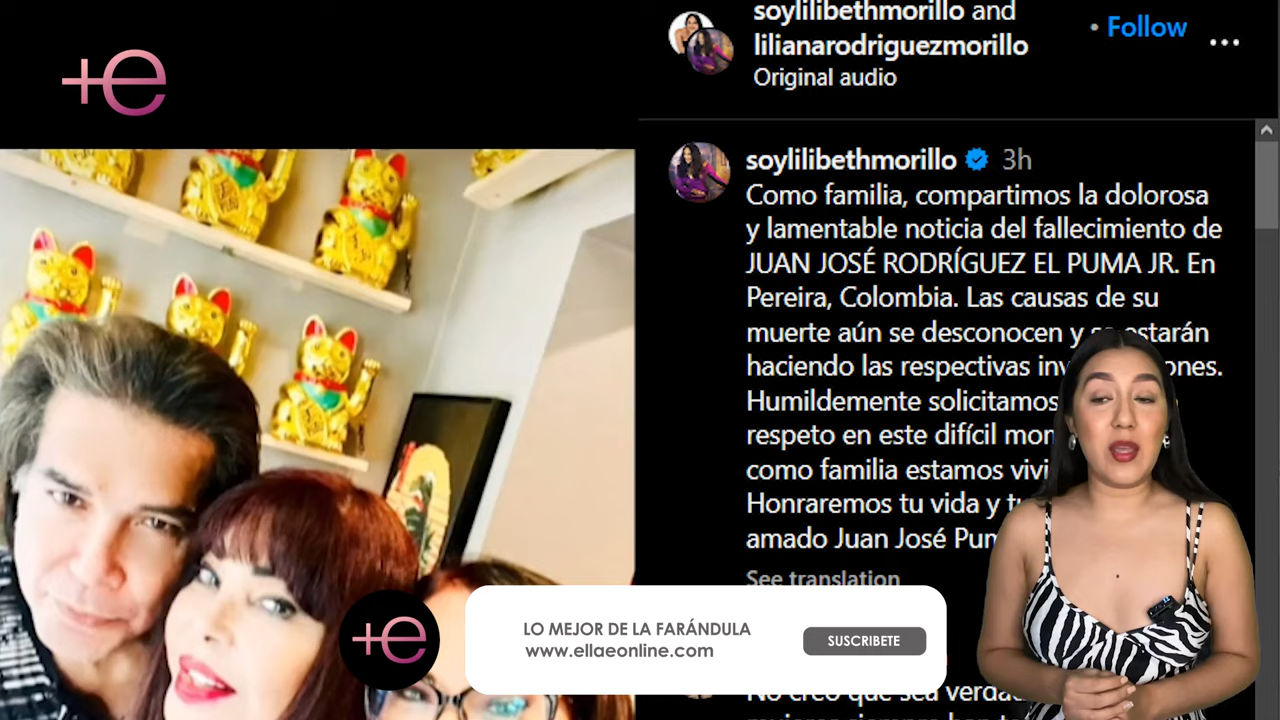 +e
soylilibethmorillo and
lilianarodriguezmorillo
• Follow
Original audio
soylilibethmorillo 3h
Como familia, compartimos la dolorosa
y lamentable noticia del fallecimiento de
JUAN JOSÉ RODRÍGUEZ EL PUMA JR. En
Pereira, Colombia. Las causas de su
muerte aún se desconocen y se estarán
haciendo las respectivas
Humildemente solicitamos
respeto en este difícil
como familia estamos
Honraremos tu vida y
amado Juan José
See translation
+e
LO MEJOR DE LA FARÁNDULA
www.ellaeonline.com
SUSCRIBETE
No creo que sea